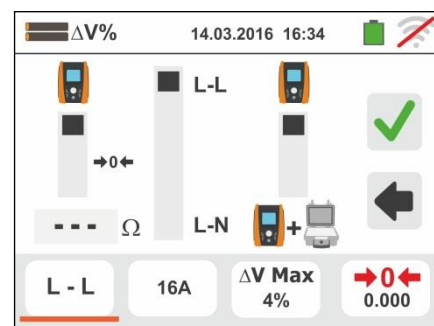 ΔV% 14.03.2016 16:34
L-L
→0←
- - - Ω L-N +
L - L 16A ΔV Max 4% →0← 0.000